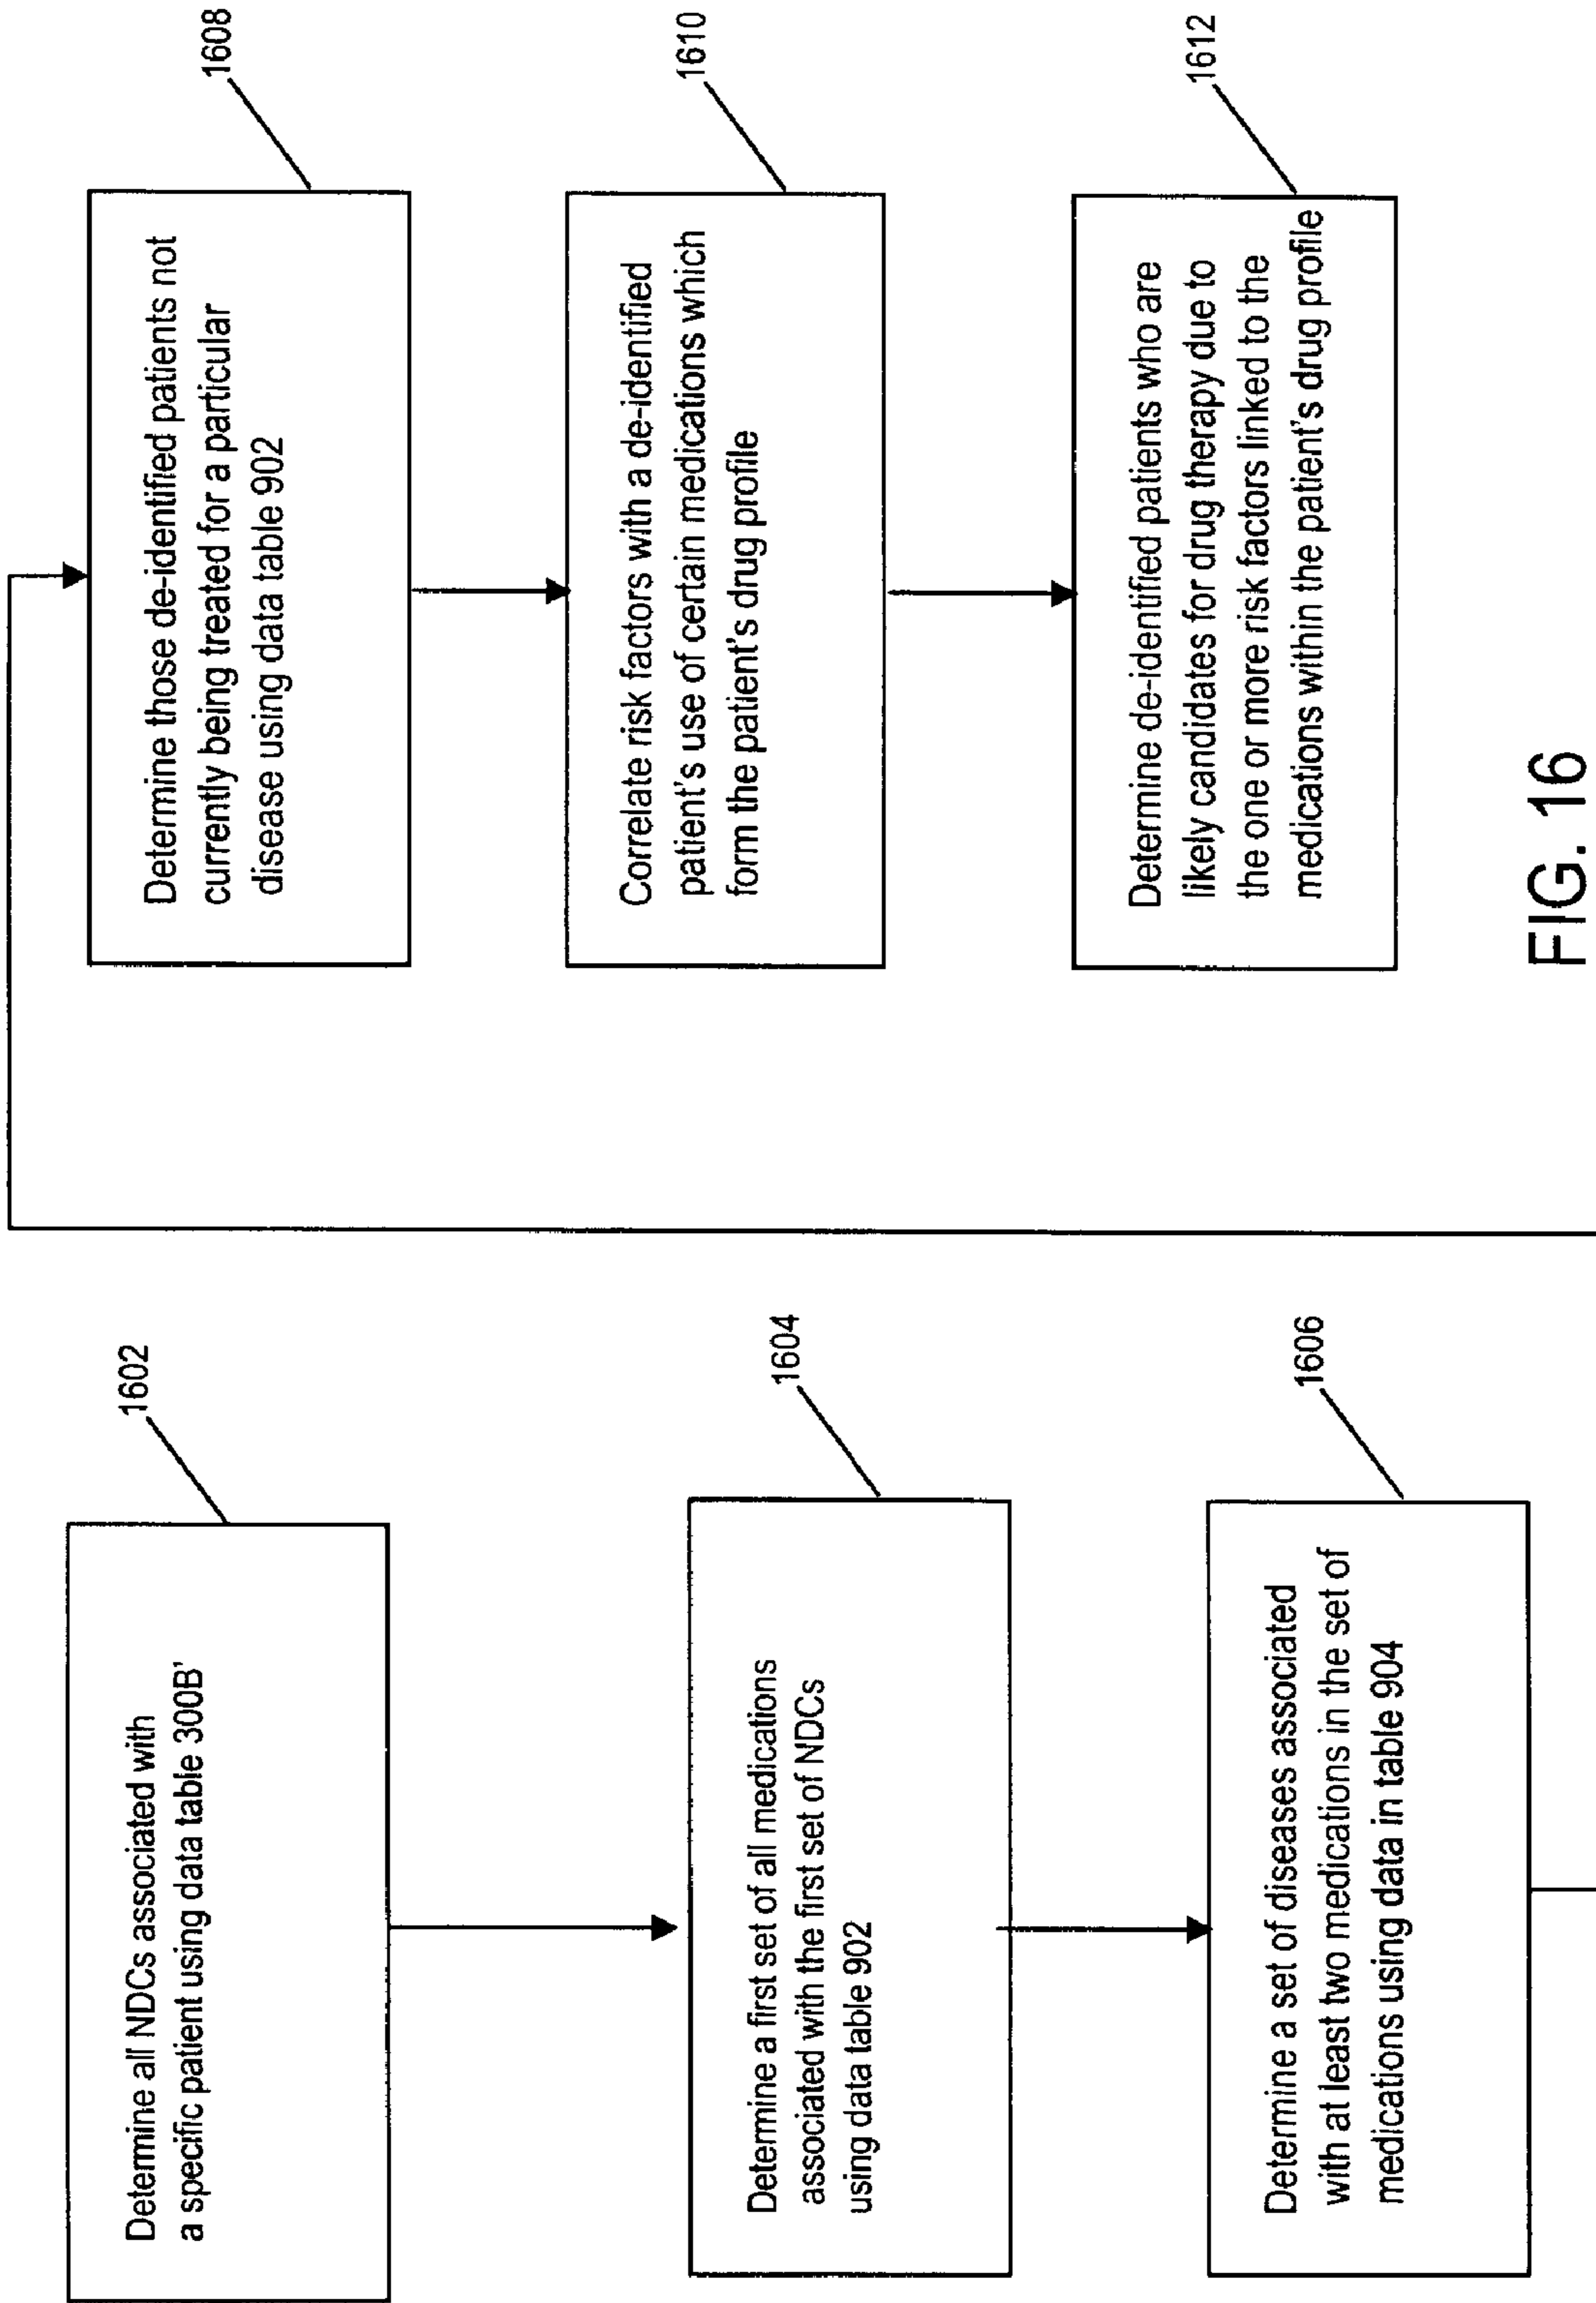 1602
Determine all NDCs associated with
a specific patient using data table 300B'
1604
Determine a first set of all medications
associated with the first set of NDCs
using data table 902
1606
Determine a set of diseases associated
with at least two medications in the set of
medications using data in table 904
1608
Determine those de-identified patients not
currently being treated for a particular
disease using data table 902
1610
Correlate risk factors with a de-identified
patient's use of certain medications which
form the patient's drug profile
1612
Determine de-identified patients who are
likely candidates for drug therapy due to
the one or more risk factors linked to the
medications within the patient's drug profile
FIG. 16